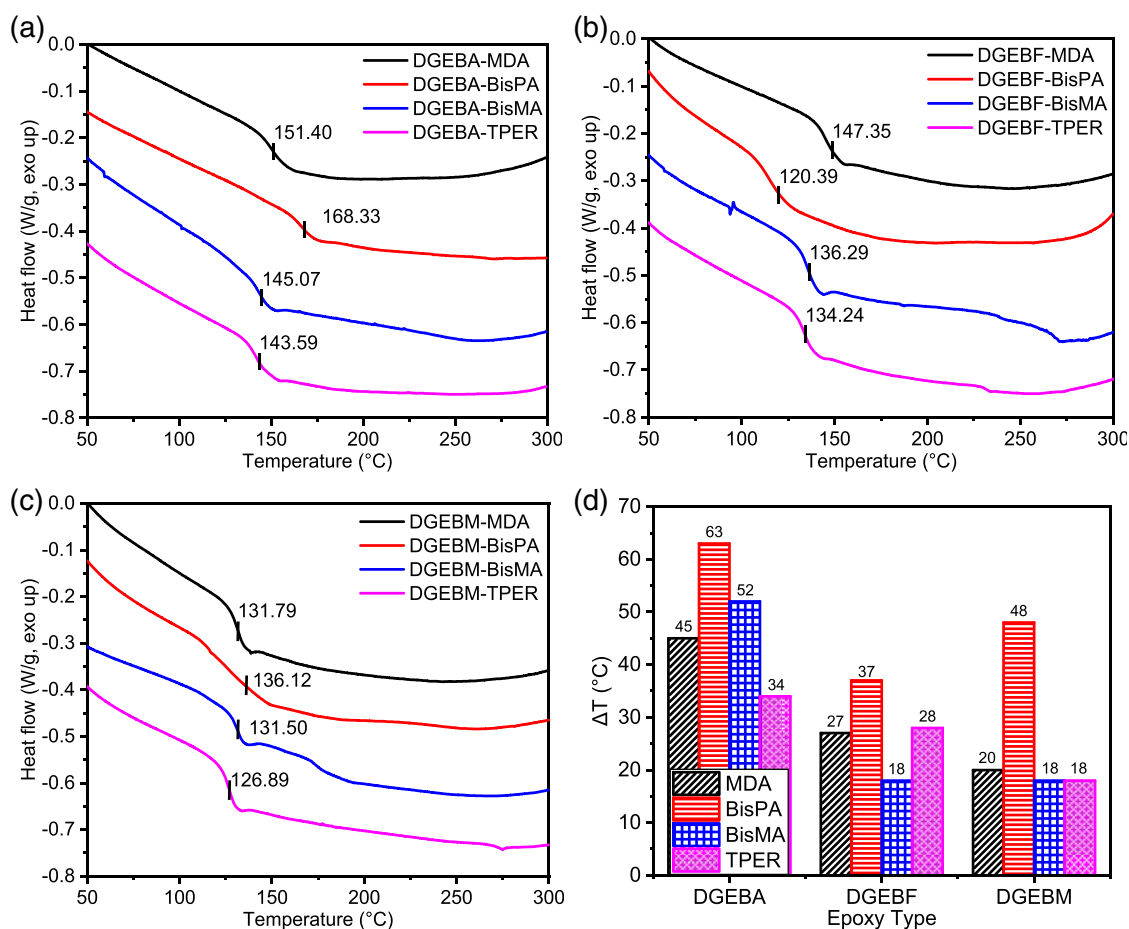 (a)
0.0
-0.1
-0.2
-0.3
-0.4
-0.5
-0.6
-0.7
-0.8
Heat flow (W/g, exo up)
DGEBA-MDA
DGEBA-BisPA
DGEBA-BisMA
DGEBA-TPER
151.40
168.33
145.07
143.59
50 100 150 200 250 300
Temperature (°C)
(b)
0.0
-0.1
-0.2
-0.3
-0.4
-0.5
-0.6
-0.7
-0.8
Heat flow (W/g, exo up)
DGEBF-MDA
DGEBF-BisPA
DGEBF-BisMA
DGEBF-TPER
147.35
120.39
136.29
134.24
50 100 150 200 250 300
Temperature (°C)
(c)
0.0
-0.1
-0.2
-0.3
-0.4
-0.5
-0.6
-0.7
-0.8
Heat flow (W/g, exo up)
DGEBM-MDA
DGEBM-BisPA
DGEBM-BisMA
DGEBM-TPER
131.79
136.12
131.50
126.89
50 100 150 200 250 300
Temperature (°C)
(d)
70
60
50
40
30
20
10
0
ΔT (°C)
45 63 52 34
27 37 18 28
20 48 18 18
MDA
BisPA
BisMA
TPER
DGEBA DGEBF DGEBM
Epoxy Type